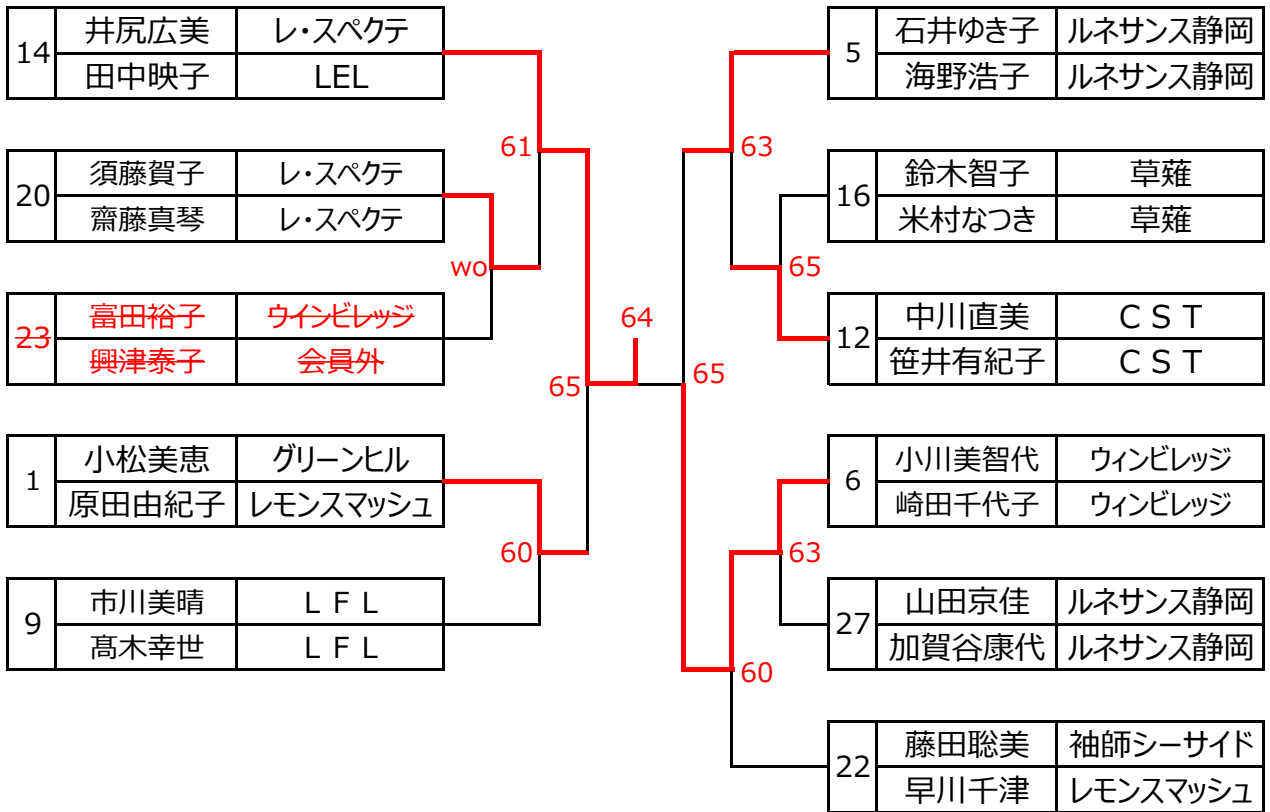 14 井尻広美 レ・スペクテ
田中映子 LEL
20 須藤賀子 レ・スペクテ
齋藤真琴 レ・スペクテ
23 富田裕子 ウインビレッジ
興津泰子 会員外
1 小松美恵 グリーンヒル
原田由紀子 レモンスマッシュ
9 市川美晴 LFL
髙木幸世 LFL
61
wo
65
60
64
65
63
65
63
60
5 石井ゆき子 ルネサンス静岡
海野浩子 ルネサンス静岡
16 鈴木智子 草薙
米村なつき 草薙
12 中川直美 CST
笹井有紀子 CST
6 小川美智代 ウィンビレッジ
崎田千代子 ウィンビレッジ
27 山田京佳 ルネサンス静岡
加賀谷康代 ルネサンス静岡
22 藤田聡美 袖師シーサイド
早川千津 レモンスマッシュ